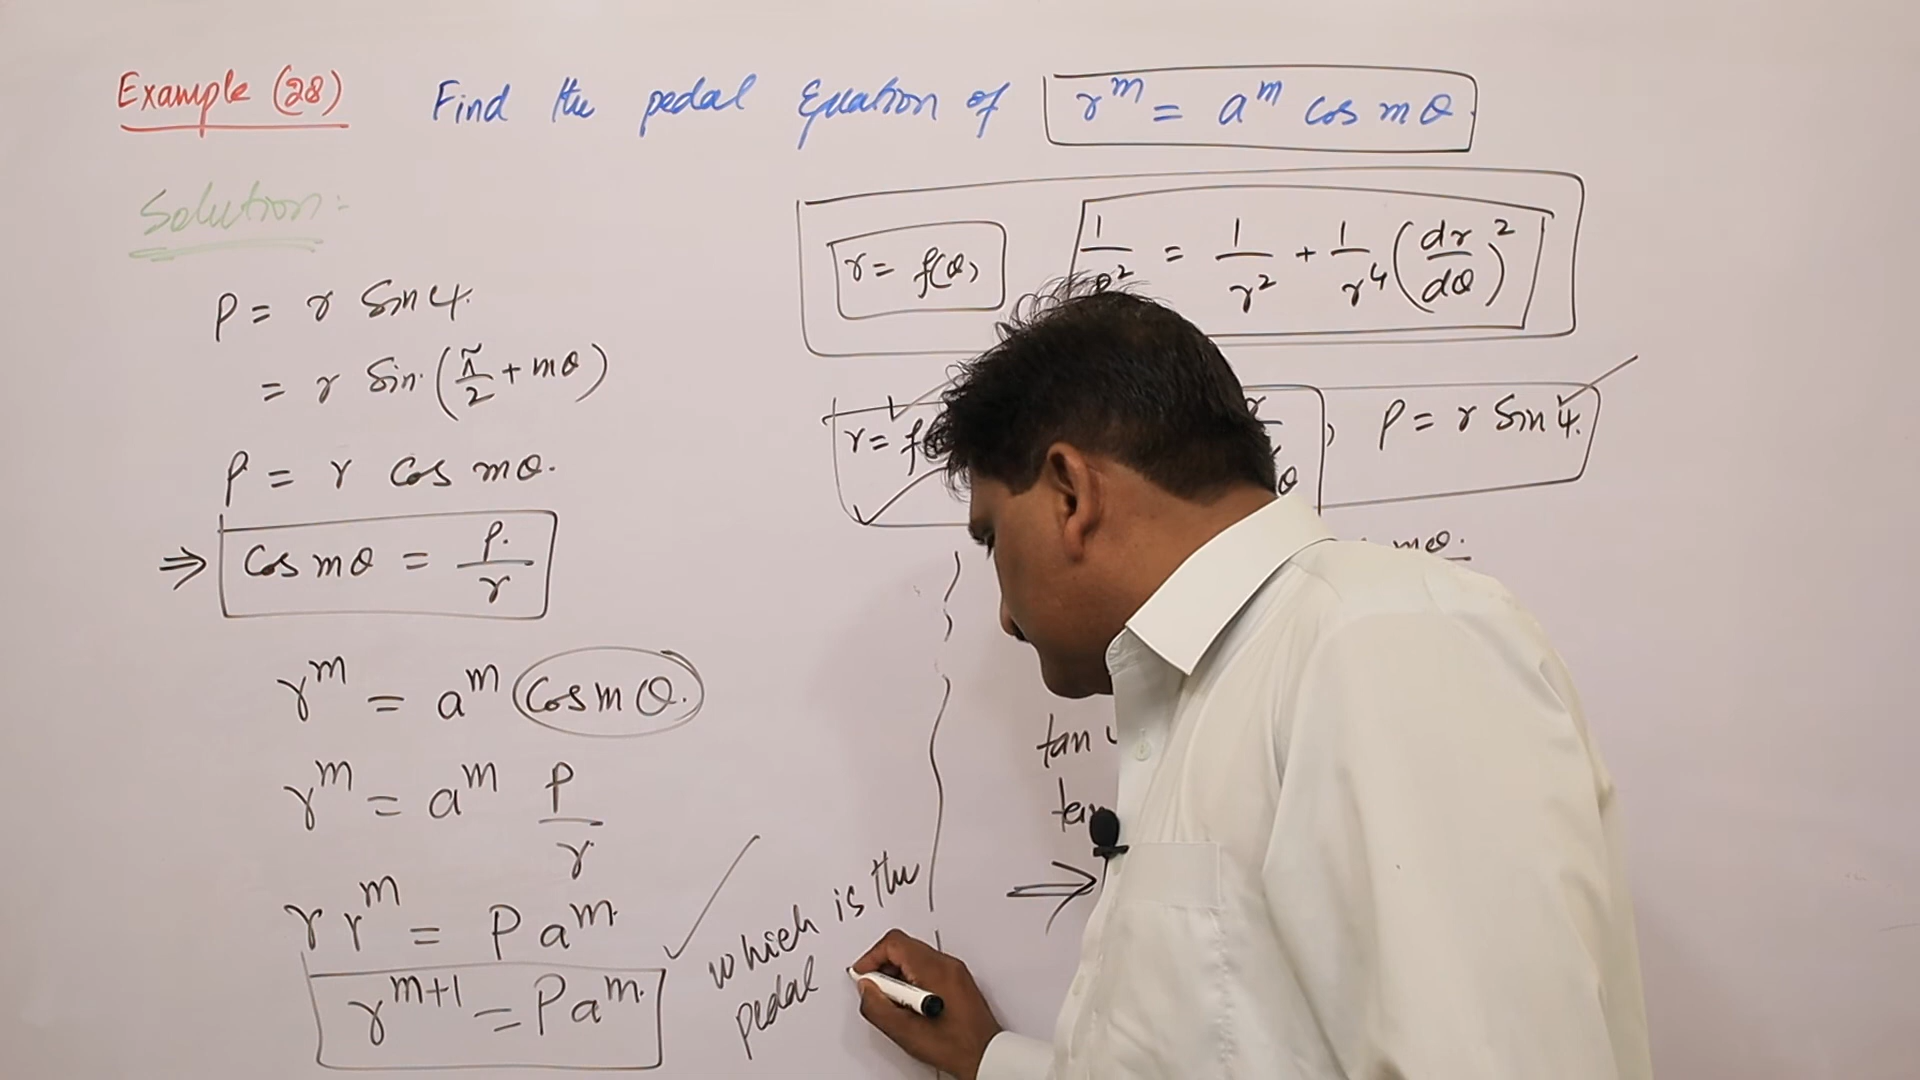 Example (28) Find the pedal Equation of r^m = a^m cos mθ
Solution:-
r = f(θ) 1/p² = 1/r² + 1/r⁴ (dr/dθ)²
P = r Sin ψ.
= r Sin (π/2 + mθ)
r = , P = r Sin ψ.
P = r Cos mθ.
⇒ Cos mθ = P/r
mθ.
r^m = a^m Cos m θ.
tan
r^m = a^m P/r
r r^m = P a^m.
r^{m+1} = P a^m.
which is the
pedal